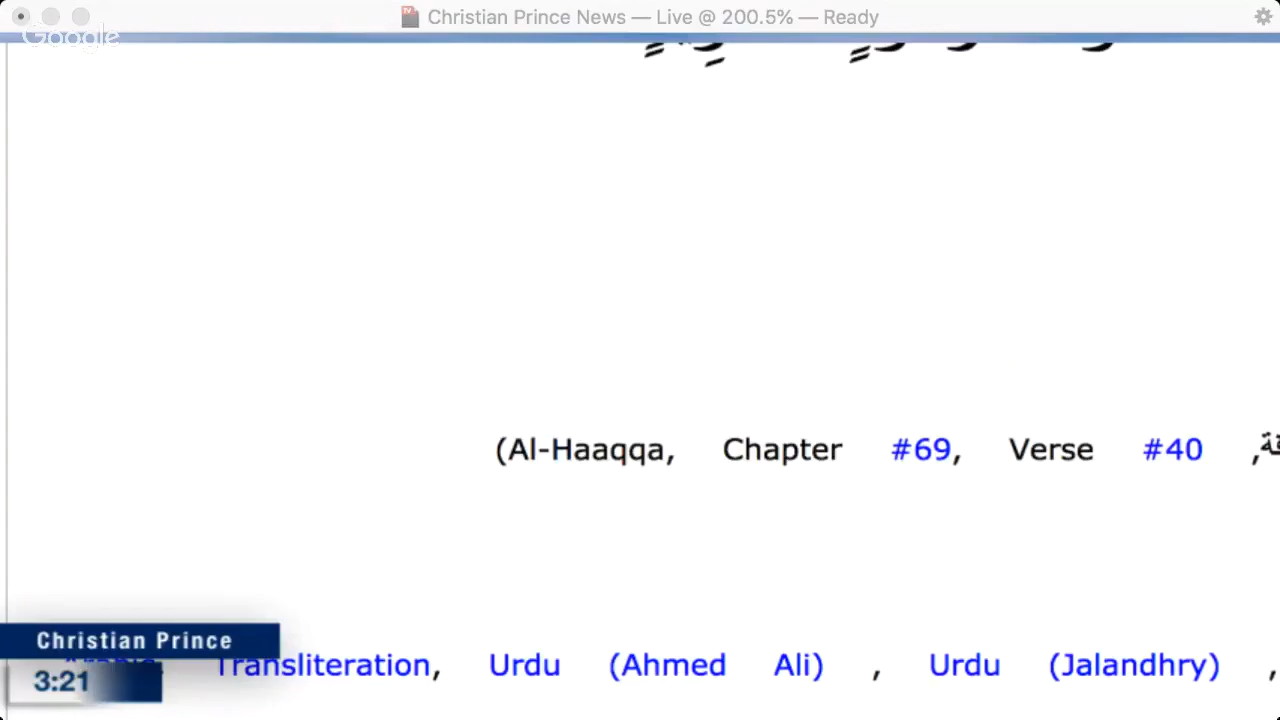 Christian Prince News — Live @ 200.5% — Ready
Google
(Al-Haaqqa, Chapter #69, Verse #40 ,
Christian Prince
Transliteration, Urdu (Ahmed Ali) , Urdu (Jalandhry) ,
3:21